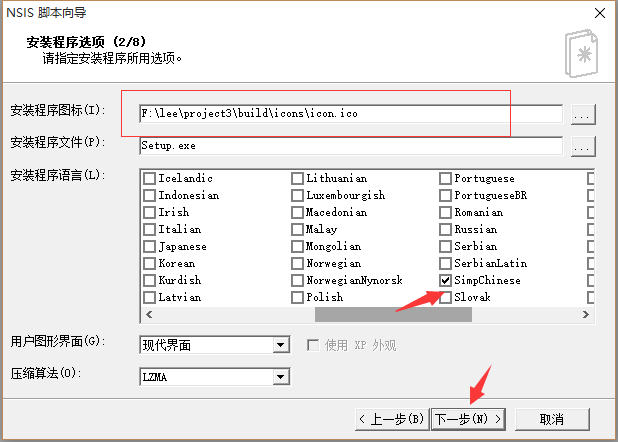 NSIS 脚本向导
安装程序选项 (2/8)
请指定安装程序所用选项。
安装程序图标(I):
F:\lee\project3\build\icons\icon.ico
...
安装程序文件(P):
Setup.exe
...
安装程序语言(L):
Icelandic Lithuanian Portuguese
Indonesian Luxembourgish PortugueseBR
Irish Macedonian Romanian
Italian Malay Russian
Japanese Mongolian Serbian
Korean Norwegian SerbianLatin
Kurdish NorwegianNynorsk SimpChinese
Latvian Polish Slovak
用户图形界面(G):
现代界面
使用 XP 外观
压缩算法(O):
LZMA
< 上一步(B) 下一步(N) > 取消